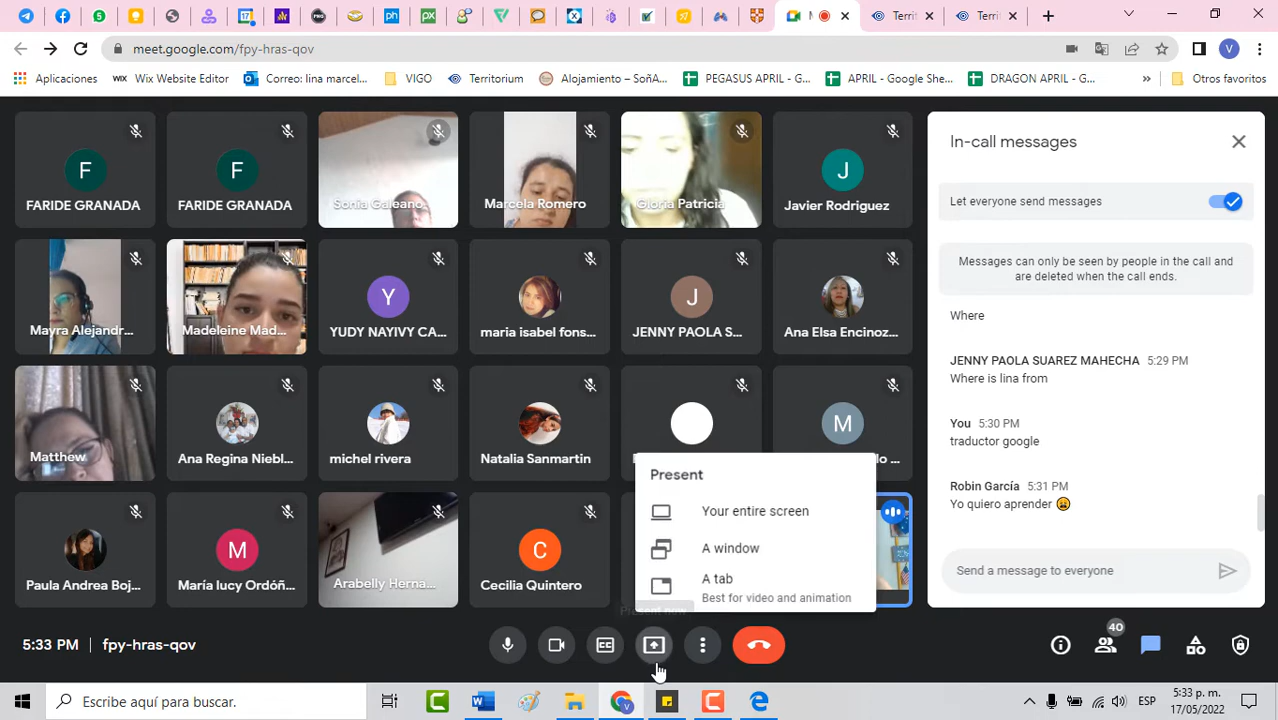 meet.google.com/fpy-hras-qov
V
Aplicaciones
WIX Wix Website Editor
Correo: lina marcel...
VIGO
Territorium
Alojamiento – SoñA...
PEGASUS APRIL - G...
APRIL - Google She...
DRAGON APRIL - G...
»
Otros favoritos
Territ
Territ
F
FARIDE GRANADA
F
FARIDE GRANADA
Sonia Galeano
Marcela Romero
Gloria Patricia
J
Javier Rodriguez
Mayra Alejandr...
Madeleine Mad...
Y
YUDY NAYIVY CA...
maria isabel fons...
J
JENNY PAOLA S...
Ana Elsa Encinoz...
Matthew
Ana Regina Niebl...
michel rivera
Natalia Sanmartin
M
lo ...
Paula Andrea Boj...
M
María lucy Ordóñ...
Arabelly Herna...
C
Cecilia Quintero
Present
Your entire screen
A window
A tab
Best for video and animation
Present now
In-call messages
Let everyone send messages
Messages can only be seen by people in the call and
are deleted when the call ends.
Where
JENNY PAOLA SUAREZ MAHECHA 5:29 PM
Where is lina from
You 5:30 PM
traductor google
Robin García 5:31 PM
Yo quiero aprender 😩
Send a message to everyone
5:33 PM | fpy-hras-qov
40
Escribe aquí para buscar.
ESP
5:33 p. m.
17/05/2022